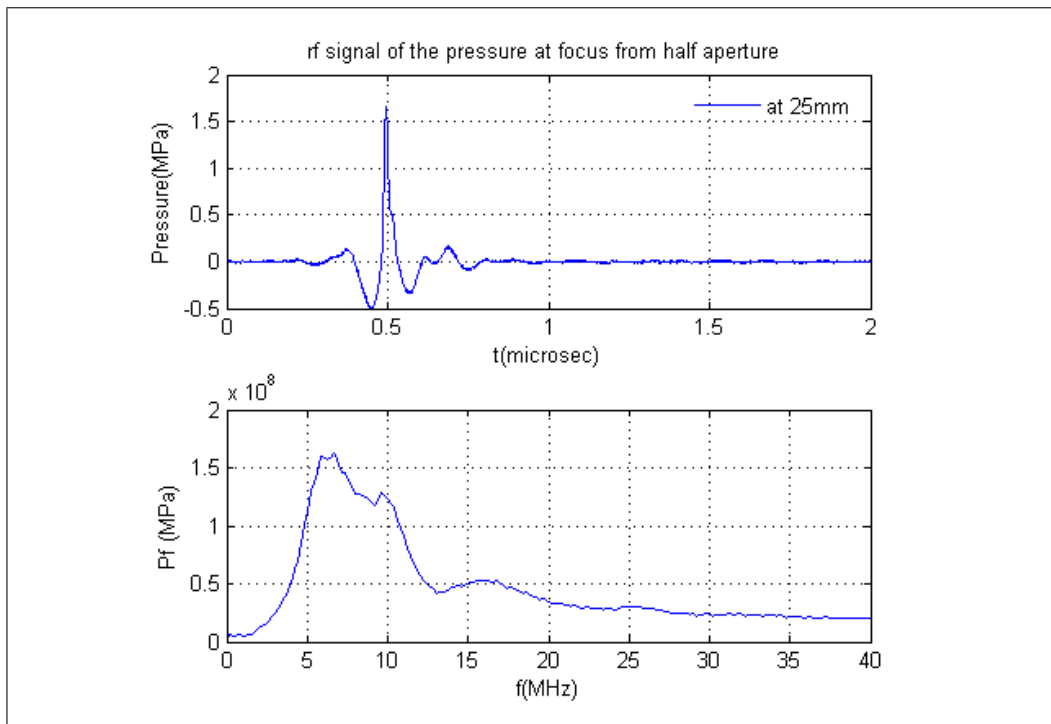 rf signal of the pressure at focus from half aperture
2
1.5
1
0.5
0
-0.5
Pressure(MPa)
at 25mm
0 0.5 1 1.5 2
t(microsec)
x 10^8
2
1.5
1
0.5
0
Pf (MPa)
0 5 10 15 20 25 30 35 40
f(MHz)